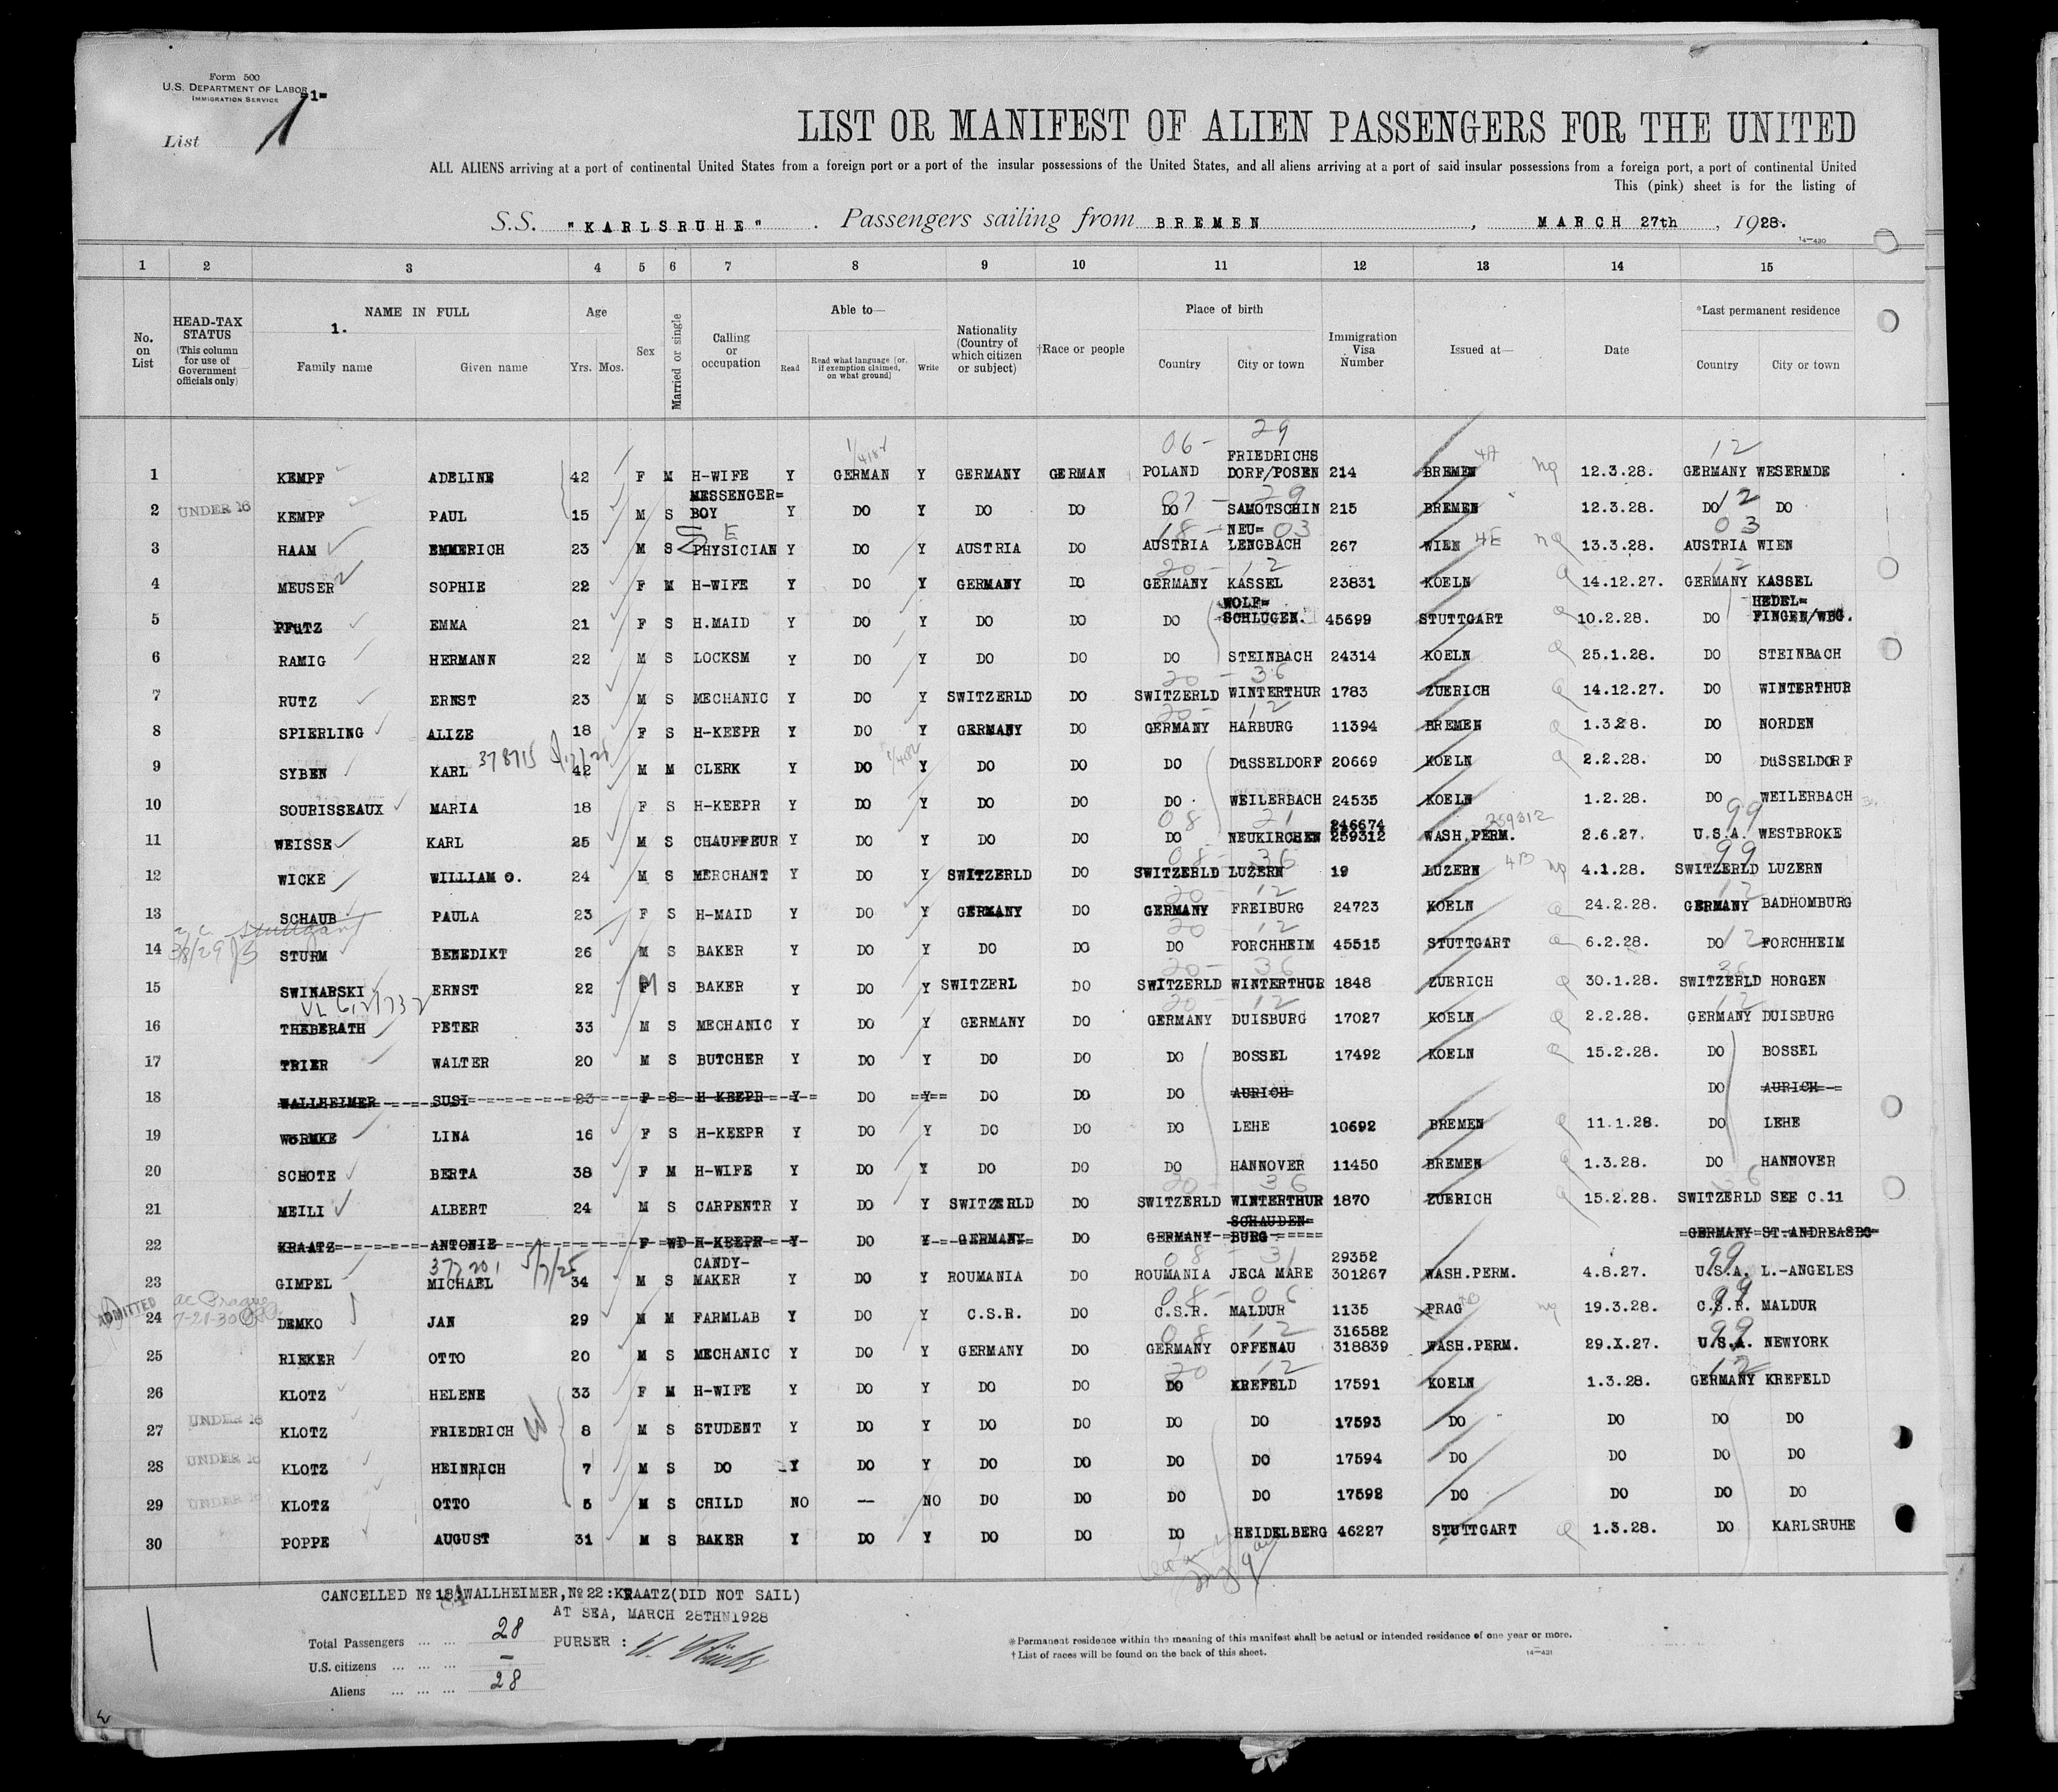 Form 500
U.S. DEPARTMENT OF LABOR
IMMIGRATION SERVICE
=1=
List 1
LIST OR MANIFEST OF ALIEN PASSENGERS FOR THE UNITED
ALL ALIENS arriving at a port of continental United States from a foreign port or a port of the insular possessions of the United States, and all aliens arriving at a port of said insular possessions from a foreign port, a port of continental United
This (pink) sheet is for the listing of
S.S. "KARLSRUHE". Passengers sailing from BREMEN, MARCH 27th, 1928.
14—430
1 2 3 4 5 6 7 8 9 10 11 12 13 14 15
No. on List
HEAD-TAX STATUS (This column for use of Government officials only)
NAME IN FULL
1.
Family name Given name
Age Yrs. Mos.
Sex
Married or single
Calling or occupation
Able to— Read Read what language [or, if exemption claimed, on what ground] Write
Nationality (Country of which citizen or subject)
†Race or people
Place of birth Country City or town
Immigration Visa Number
Issued at—
Date
*Last permanent residence Country City or town
1 KEMPF ADELINE 42 F M H-WIFE Y GERMAN Y GERMANY GERMAN POLAND FRIEDRICHS DORF/POSEN 214 BREMEN 12.3.28. GERMANY WESERMDE
2 UNDER 16 KEMPF PAUL 15 M S MESSENGER= BOY Y DO Y DO DO DO SAMOTSCHIN 215 BREMEN 12.3.28. DO DO
3 HAAM EMMERICH 23 M S PHYSICIAN Y DO Y AUSTRIA DO AUSTRIA NEU= LENGBACH 267 WIEN 13.3.28. AUSTRIA WIEN
4 MEUSER SOPHIE 22 F M H-WIFE Y DO Y GERMANY DO GERMANY KASSEL 23831 KOELN 14.12.27. GERMANY KASSEL
5 PFüTZ EMMA 21 F S H.MAID Y DO Y DO DO DO WOLF= SCHLUGEN. 45699 STUTTGART 10.2.28. DO HEDEL= FINGEN/WBG.
6 RAMIG HERMANN 22 M S LOCKSM Y DO Y DO DO DO STEINBACH 24314 KOELN 25.1.28. DO STEINBACH
7 RUTZ ERNST 23 M S MECHANIC Y DO Y SWITZERLD DO SWITZERLD WINTERTHUR 1783 ZUERICH 14.12.27. DO WINTERTHUR
8 SPIERLING ALIZE 18 F S H-KEEPR Y DO Y GERMANY DO GERMANY HARBURG 11394 BREMEN 1.3.28. DO NORDEN
9 SYBEN KARL 378715 42 M M CLERK Y DO Y DO DO DO DüSSELDORF 20669 KOELN 2.2.28. DO DüSSELDORF
10 SOURISSEAUX MARIA 18 F S H-KEEPR Y DO Y DO DO DO WEILERBACH 24535 KOELN 1.2.28. DO WEILERBACH
11 WEISSE KARL 25 M S CHAUFFEUR Y DO Y DO DO DO NEUKIRCHEN 246674 259312 WASH.PERM. 259312 2.6.27. U.S.A. WESTBROKE
12 WICKE WILLIAM O. 24 M S MERCHANT Y DO Y SWITZERLD DO SWITZERLD LUZERN 19 LUZERN 4.1.28. SWITZERLD LUZERN
13 SCHAUB PAULA 23 F S H-MAID Y DO Y GERMANY DO GERMANY FREIBURG 24723 KOELN 24.2.28. GERMANY BADHOMBURG
14 STURM BENEDIKT 26 M S BAKER Y DO Y DO DO DO FORCHHEIM 45515 STUTTGART 6.2.28. DO FORCHHEIM
15 SWINARSKI ERNST 22 M S BAKER Y DO Y SWITZERL DO SWITZERLD WINTERTHUR 1848 ZUERICH 30.1.28. SWITZERLD HORGEN
16 THEBERATH PETER 33 M S MECHANIC Y DO Y GERMANY DO GERMANY DUISBURG 17027 KOELN 2.2.28. GERMANY DUISBURG
17 TRIER WALTER 20 M S BUTCHER Y DO Y DO DO DO BOSSEL 17492 KOELN 15.2.28. DO BOSSEL
18 WALLHEIMER SUSI 23 F S H-KEEPR Y DO Y DO DO DO AURICH DO AURICH
19 WöRMKE LINA 16 F S H-KEEPR Y DO Y DO DO DO LEHE 10692 BREMEN 11.1.28. DO LEHE
20 SCHOTE BERTA 38 F M H-WIFE Y DO Y DO DO DO HANNOVER 11450 BREMEN 1.3.28. DO HANNOVER
21 MEILI ALBERT 24 M S CARPENTR Y DO Y SWITZERLD DO SWITZERLD WINTERTHUR 1870 ZUERICH 15.2.28. SWITZERLD SEE C.11
22 KRAATZ ANTONIE F WD H-KEEPR Y DO Y GERMANY DO GERMANY SCHAUDEN= BURG GERMANY ST.ANDREASBG
23 GIMPEL MICHAEL 34 M S CANDY- MAKER Y DO Y ROUMANIA DO ROUMANIA JECA MARE 29352 301267 WASH.PERM. 4.8.27. U.S.A. L.-ANGELES
24 ADMITTED DEMKO JAN 29 M M FARMLAB Y DO Y C.S.R. DO C.S.R. MALDUR 1135 PRAG 19.3.28. C.S.R. MALDUR
25 RIEKER OTTO 20 M S MECHANIC Y DO Y GERMANY DO GERMANY OFFENAU 316582 318839 WASH.PERM. 29.X.27. U.S.A. NEWYORK
26 KLOTZ HELENE 33 F M H-WIFE Y DO Y DO DO DO KREFELD 17591 KOELN 1.3.28. GERMANY KREFELD
27 UNDER 16 KLOTZ FRIEDRICH 8 M S STUDENT Y DO Y DO DO DO DO 17593 DO DO DO DO
28 UNDER 16 KLOTZ HEINRICH 7 M S DO Y DO Y DO DO DO DO 17594 DO DO DO DO
29 UNDER 16 KLOTZ OTTO 5 M S CHILD NO — NO DO DO DO DO 17592 DO DO DO DO
30 POPPE AUGUST 31 M S BAKER Y DO Y DO DO DO HEIDELBERG 46227 STUTTGART 1.3.28. DO KARLSRUHE
CANCELLED № 18:WALLHEIMER,№ 22:KRAATZ(DID NOT SAIL)
AT SEA, MARCH 28THN1928
Total Passengers ... ... 28
PURSER :
U.S. citizens ... ... ... –
Aliens ... ... ... 28
*Permanent residence within the meaning of this manifest shall be actual or intended residence of one year or more.
† List of races will be found on the back of this sheet.
14—431